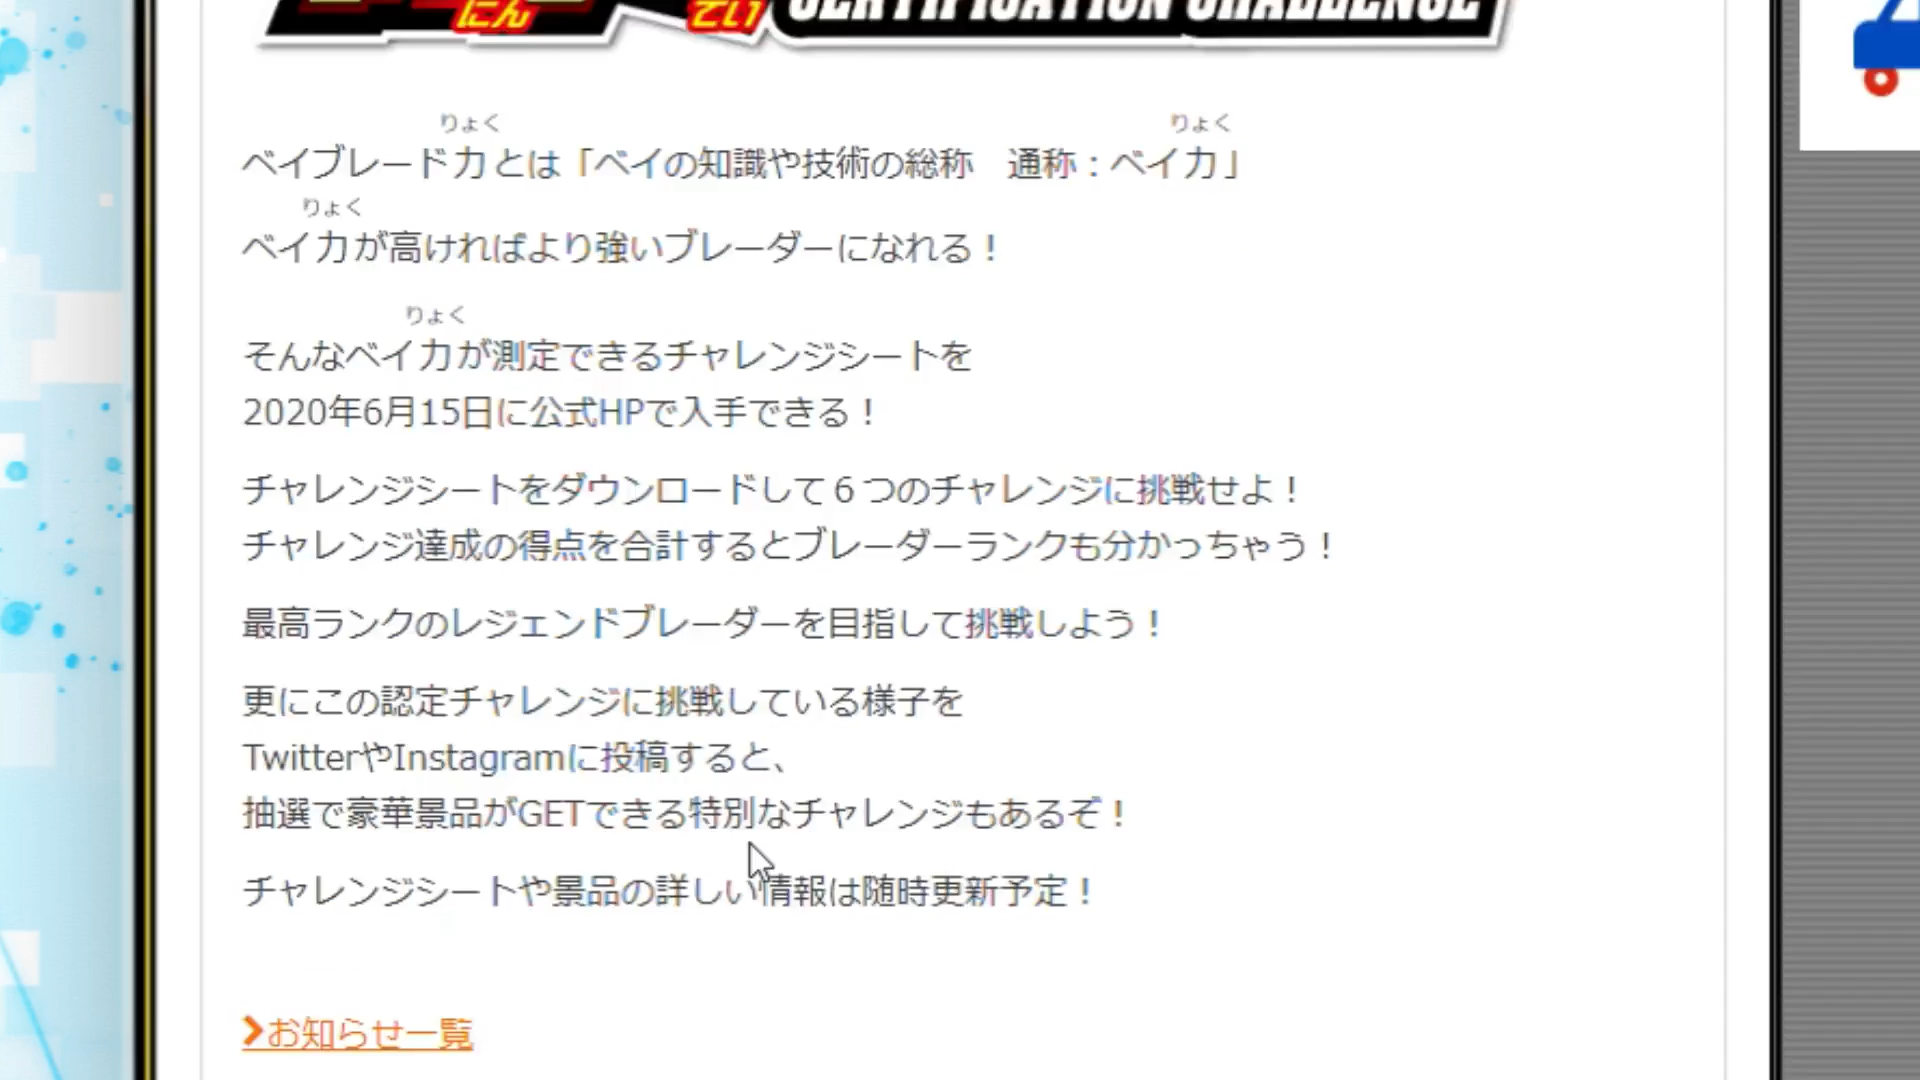 にん てい CERTIFICATION CHALLENGE
りょく りょく
ベイブレード力とは「ベイの知識や技術の総称　通称：ベイ力」
りょく
ベイ力が高ければより強いブレーダーになれる！
りょく
そんなベイ力が測定できるチャレンジシートを
2020年6月15日に公式HPで入手できる！
チャレンジシートをダウンロードして６つのチャレンジに挑戦せよ！
チャレンジ達成の得点を合計するとブレーダーランクも分かっちゃう！
最高ランクのレジェンドブレーダーを目指して挑戦しよう！
更にこの認定チャレンジに挑戦している様子を
TwitterやInstagramに投稿すると、
抽選で豪華景品がGETできる特別なチャレンジもあるぞ！
チャレンジシートや景品の詳しい情報は随時更新予定！
お知らせ一覧